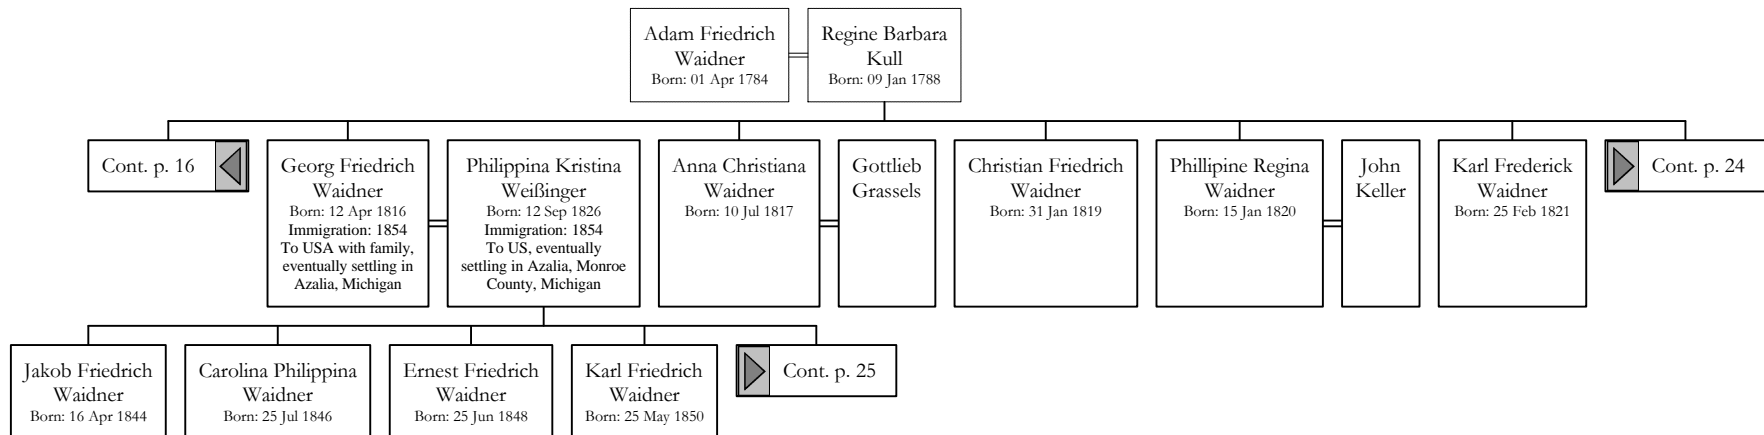 Adam Friedrich
Waidner
Born: 01 Apr 1784
Regine Barbara
Kull
Born: 09 Jan 1788
Cont. p. 16
Georg Friedrich
Waidner
Born: 12 Apr 1816
Immigration: 1854
To USA with family,
eventually settling in
Azalia, Michigan
Philippina Kristina
Weißinger
Born: 12 Sep 1826
Immigration: 1854
To US, eventually
settling in Azalia, Monroe
County, Michigan
Anna Christiana
Waidner
Born: 10 Jul 1817
Gottlieb
Grassels
Christian Friedrich
Waidner
Born: 31 Jan 1819
Phillipine Regina
Waidner
Born: 15 Jan 1820
John
Keller
Karl Frederick
Waidner
Born: 25 Feb 1821
Cont. p. 24
Jakob Friedrich
Waidner
Born: 16 Apr 1844
Carolina Philippina
Waidner
Born: 25 Jul 1846
Ernest Friedrich
Waidner
Born: 25 Jun 1848
Karl Friedrich
Waidner
Born: 25 May 1850
Cont. p. 25